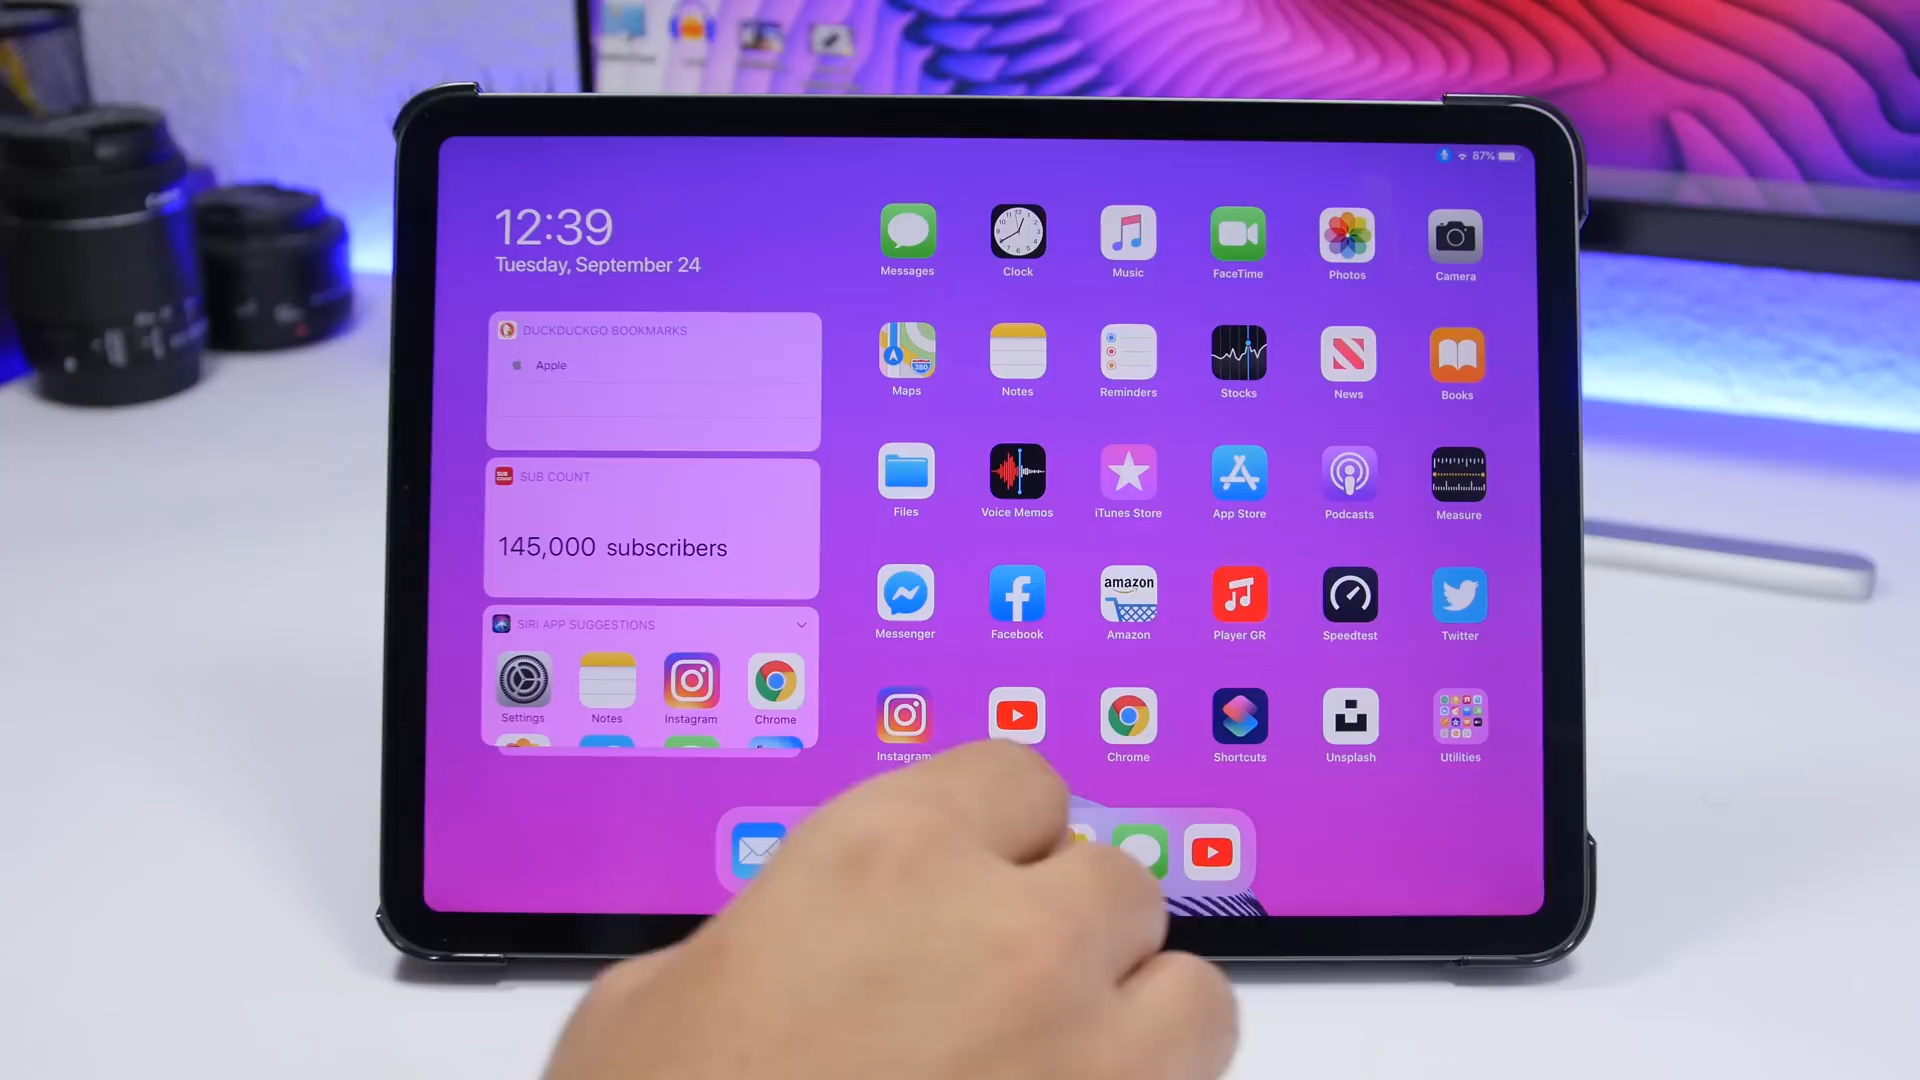 87%
12:39
Tuesday, September 24
DUCKDUCKGO BOOKMARKS
Apple
SUB COUNT
145,000 subscribers
SIRI APP SUGGESTIONS
Settings Notes Instagram Chrome
Messages Clock Music FaceTime Photos Camera
Maps Notes Reminders Stocks News Books
280
Files Voice Memos iTunes Store App Store Podcasts Measure
amazon
Messenger Facebook Amazon Player GR Speedtest Twitter
Instagram Chrome Shortcuts Unsplash Utilities